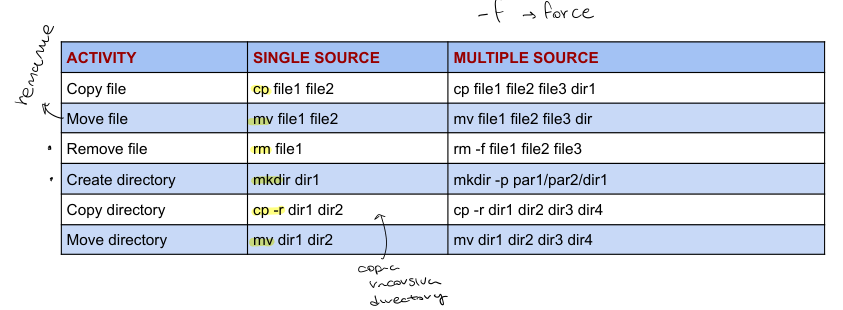 -f → force
rename
ACTIVITY SINGLE SOURCE MULTIPLE SOURCE
Copy file cp file1 file2 cp file1 file2 file3 dir1
Move file mv file1 file2 mv file1 file2 file3 dir
Remove file rm file1 rm -f file1 file2 file3
Create directory mkdir dir1 mkdir -p par1/par2/dir1
Copy directory cp -r dir1 dir2 cp -r dir1 dir2 dir3 dir4
Move directory mv dir1 dir2 mv dir1 dir2 dir3 dir4
copia
directory